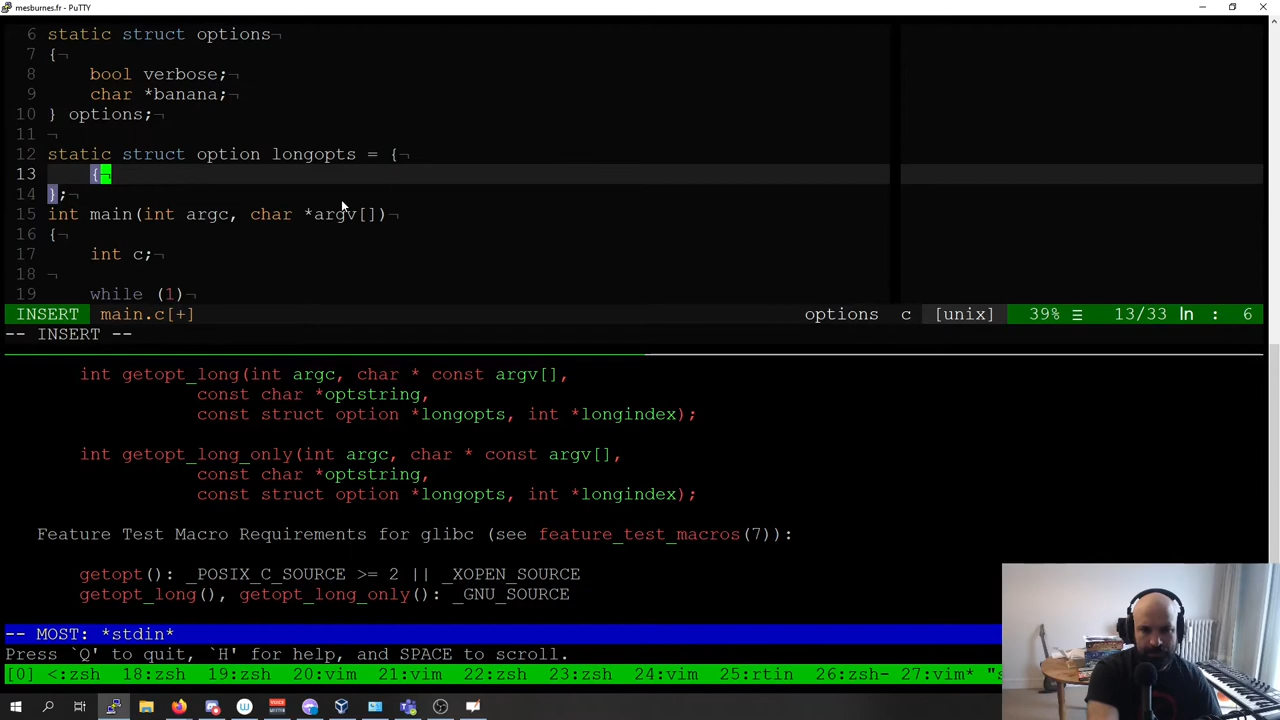 mesburnes.fr - PuTTY
6 static struct options¬
7 {¬
8 bool verbose;¬
9 char *banana;¬
10 } options;¬
11 ¬
12 static struct option longopts = {¬
13 {¬
14 };¬
15 int main(int argc, char *argv[])¬
16 {¬
17 int c;¬
18 ¬
19 while (1)¬
INSERT main.c[+] options c [unix] 39% ☰ 13/33 ln : 6
-- INSERT --
int getopt_long(int argc, char * const argv[],
const char *optstring,
const struct option *longopts, int *longindex);
int getopt_long_only(int argc, char * const argv[],
const char *optstring,
const struct option *longopts, int *longindex);
Feature Test Macro Requirements for glibc (see feature_test_macros(7)):
getopt(): _POSIX_C_SOURCE >= 2 || _XOPEN_SOURCE
getopt_long(), getopt_long_only(): _GNU_SOURCE
-- MOST: *stdin*
Press `Q' to quit, `H' for help, and SPACE to scroll.
[0] <:zsh 18:zsh 19:zsh 20:vim 21:vim 22:zsh 23:zsh 24:vim 25:rtin 26:zsh- 27:vim* "s